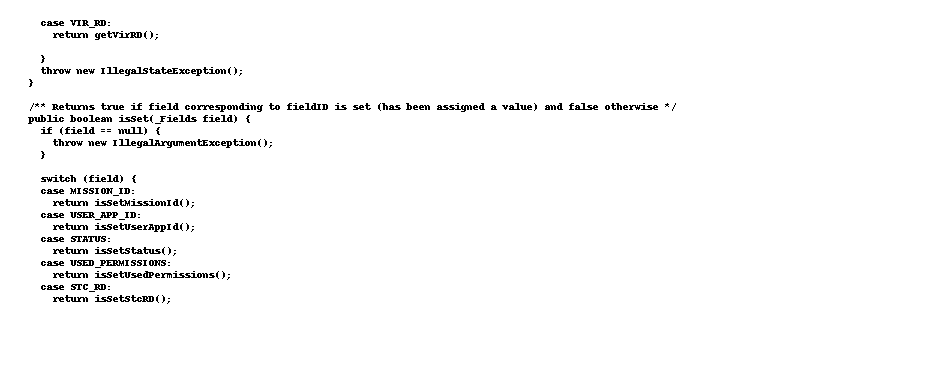 case VIR_RD:
return getVirRD();
}
throw new IllegalStateException();
}
/** Returns true if field corresponding to fieldID is set (has been assigned a value) and false otherwise */
public boolean isSet(_Fields field) {
if (field == null) {
throw new IllegalArgumentException();
}
switch (field) {
case MISSION_ID:
return isSetMissionId();
case USER_APP_ID:
return isSetUserAppId();
case STATUS:
return isSetStatus();
case USED_PERMISSIONS:
return isSetUsedPermissions();
case STC_RD:
return isSetStcRD();